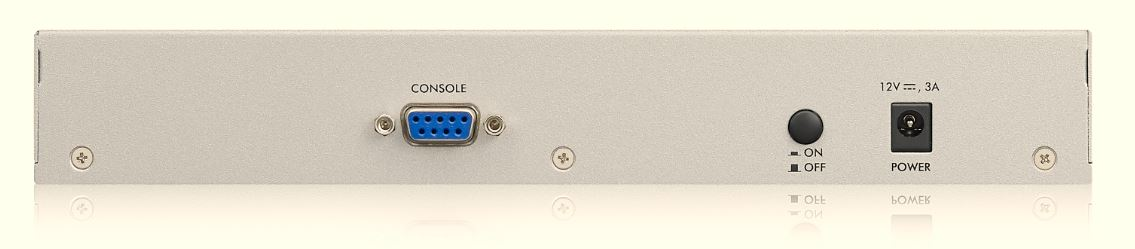 CONSOLE
12V ⎓, 3A
ON
OFF
POWER